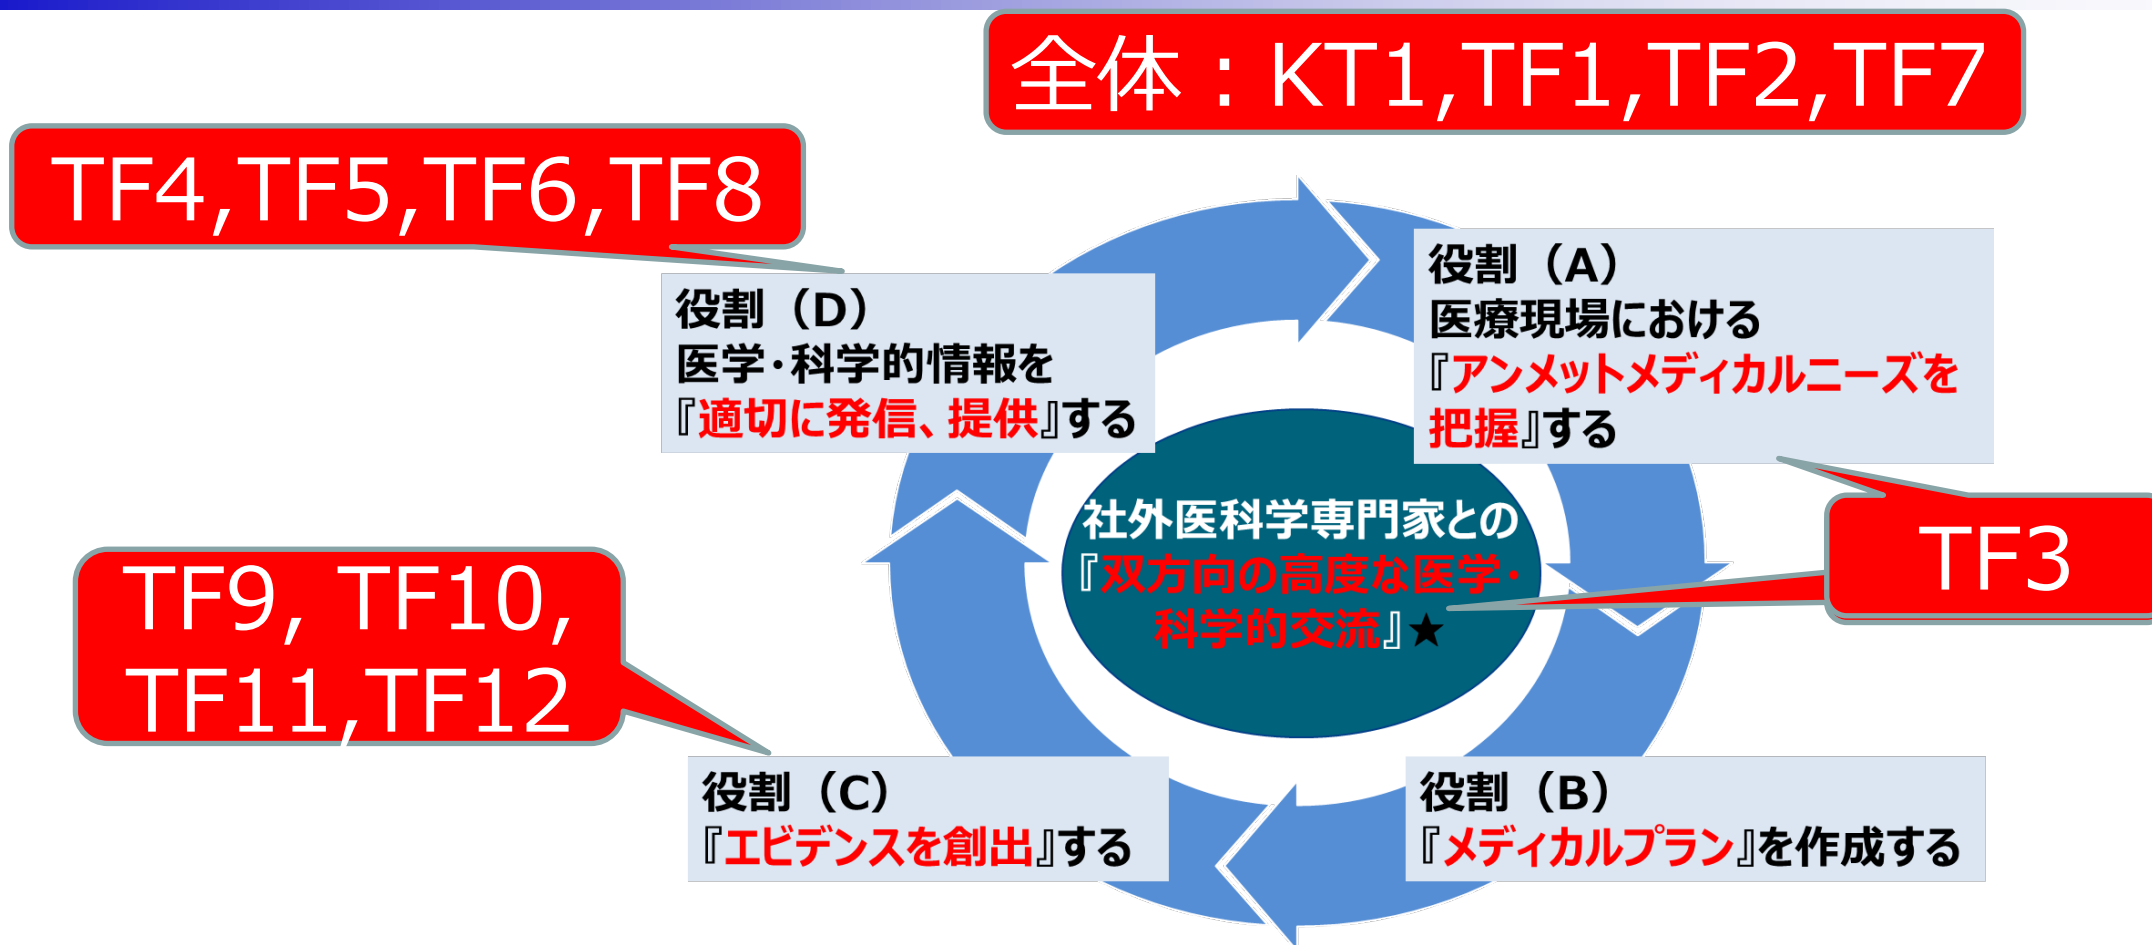 全体：KT1,TF1,TF2,TF7
TF4,TF5,TF6,TF8
役割（D）
医学・科学的情報を
『適切に発信、提供』する
役割（A）
医療現場における
『アンメットメディカルニーズを
把握』する
社外医科学専門家との
『双方向の高度な医学・
科学的交流』★
TF3
TF9, TF10,
TF11,TF12
役割（C）
『エビデンスを創出』する
役割（B）
『メディカルプラン』を作成する